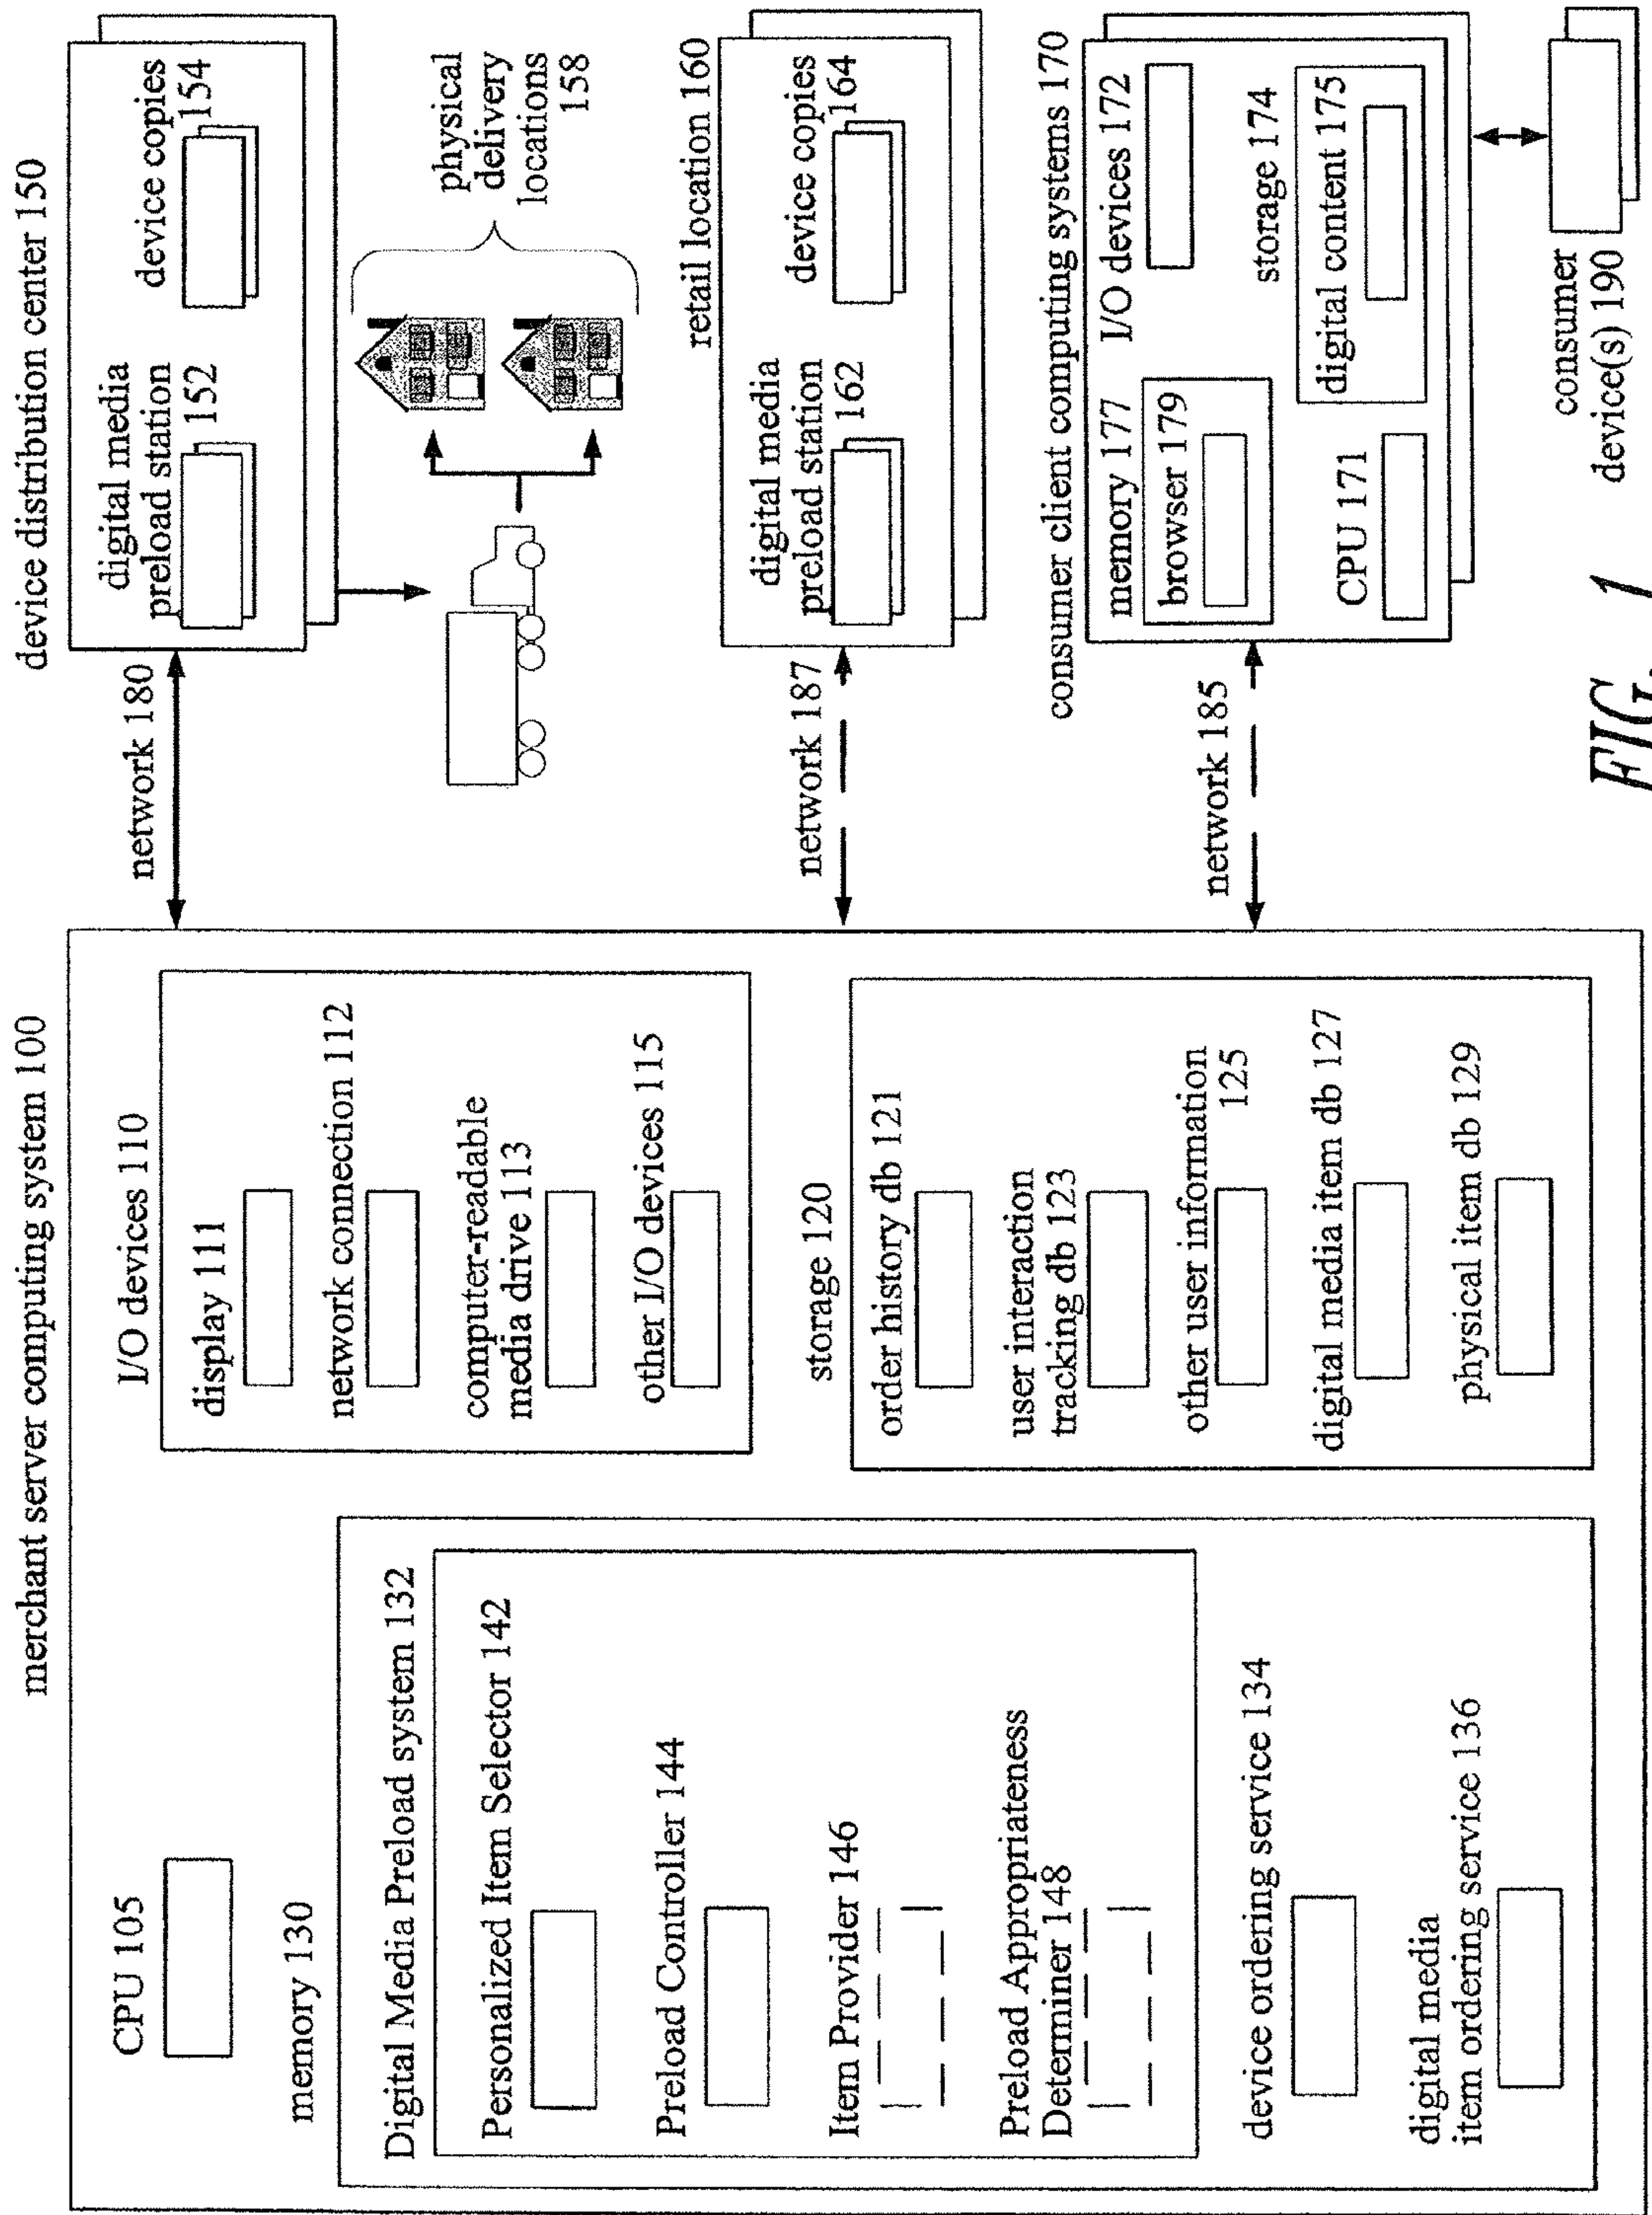 merchant server computing system 100
CPU 105
memory 130
Digital Media Preload system 132
Personalized Item Selector 142
Preload Controller 144
Item Provider 146
Preload Appropriateness
Determiner 148
device ordering service 134
digital media
item ordering service 136
I/O devices 110
display 111
network connection 112
computer-readable
media drive 113
other I/O devices 115
storage 120
order history db 121
user interaction
tracking db 123
other user information
125
digital media item db 127
physical item db 129
network 180
network 187
network 185
device distribution center 150
digital media
preload station
152
device copies
154
physical
delivery
locations
158
retail location 160
digital media
preload station
162
device copies
164
consumer client computing systems 170
memory 177
browser 179
I/O devices 172
storage 174
digital content 175
CPU 171
consumer
device(s) 190
FIG. 1